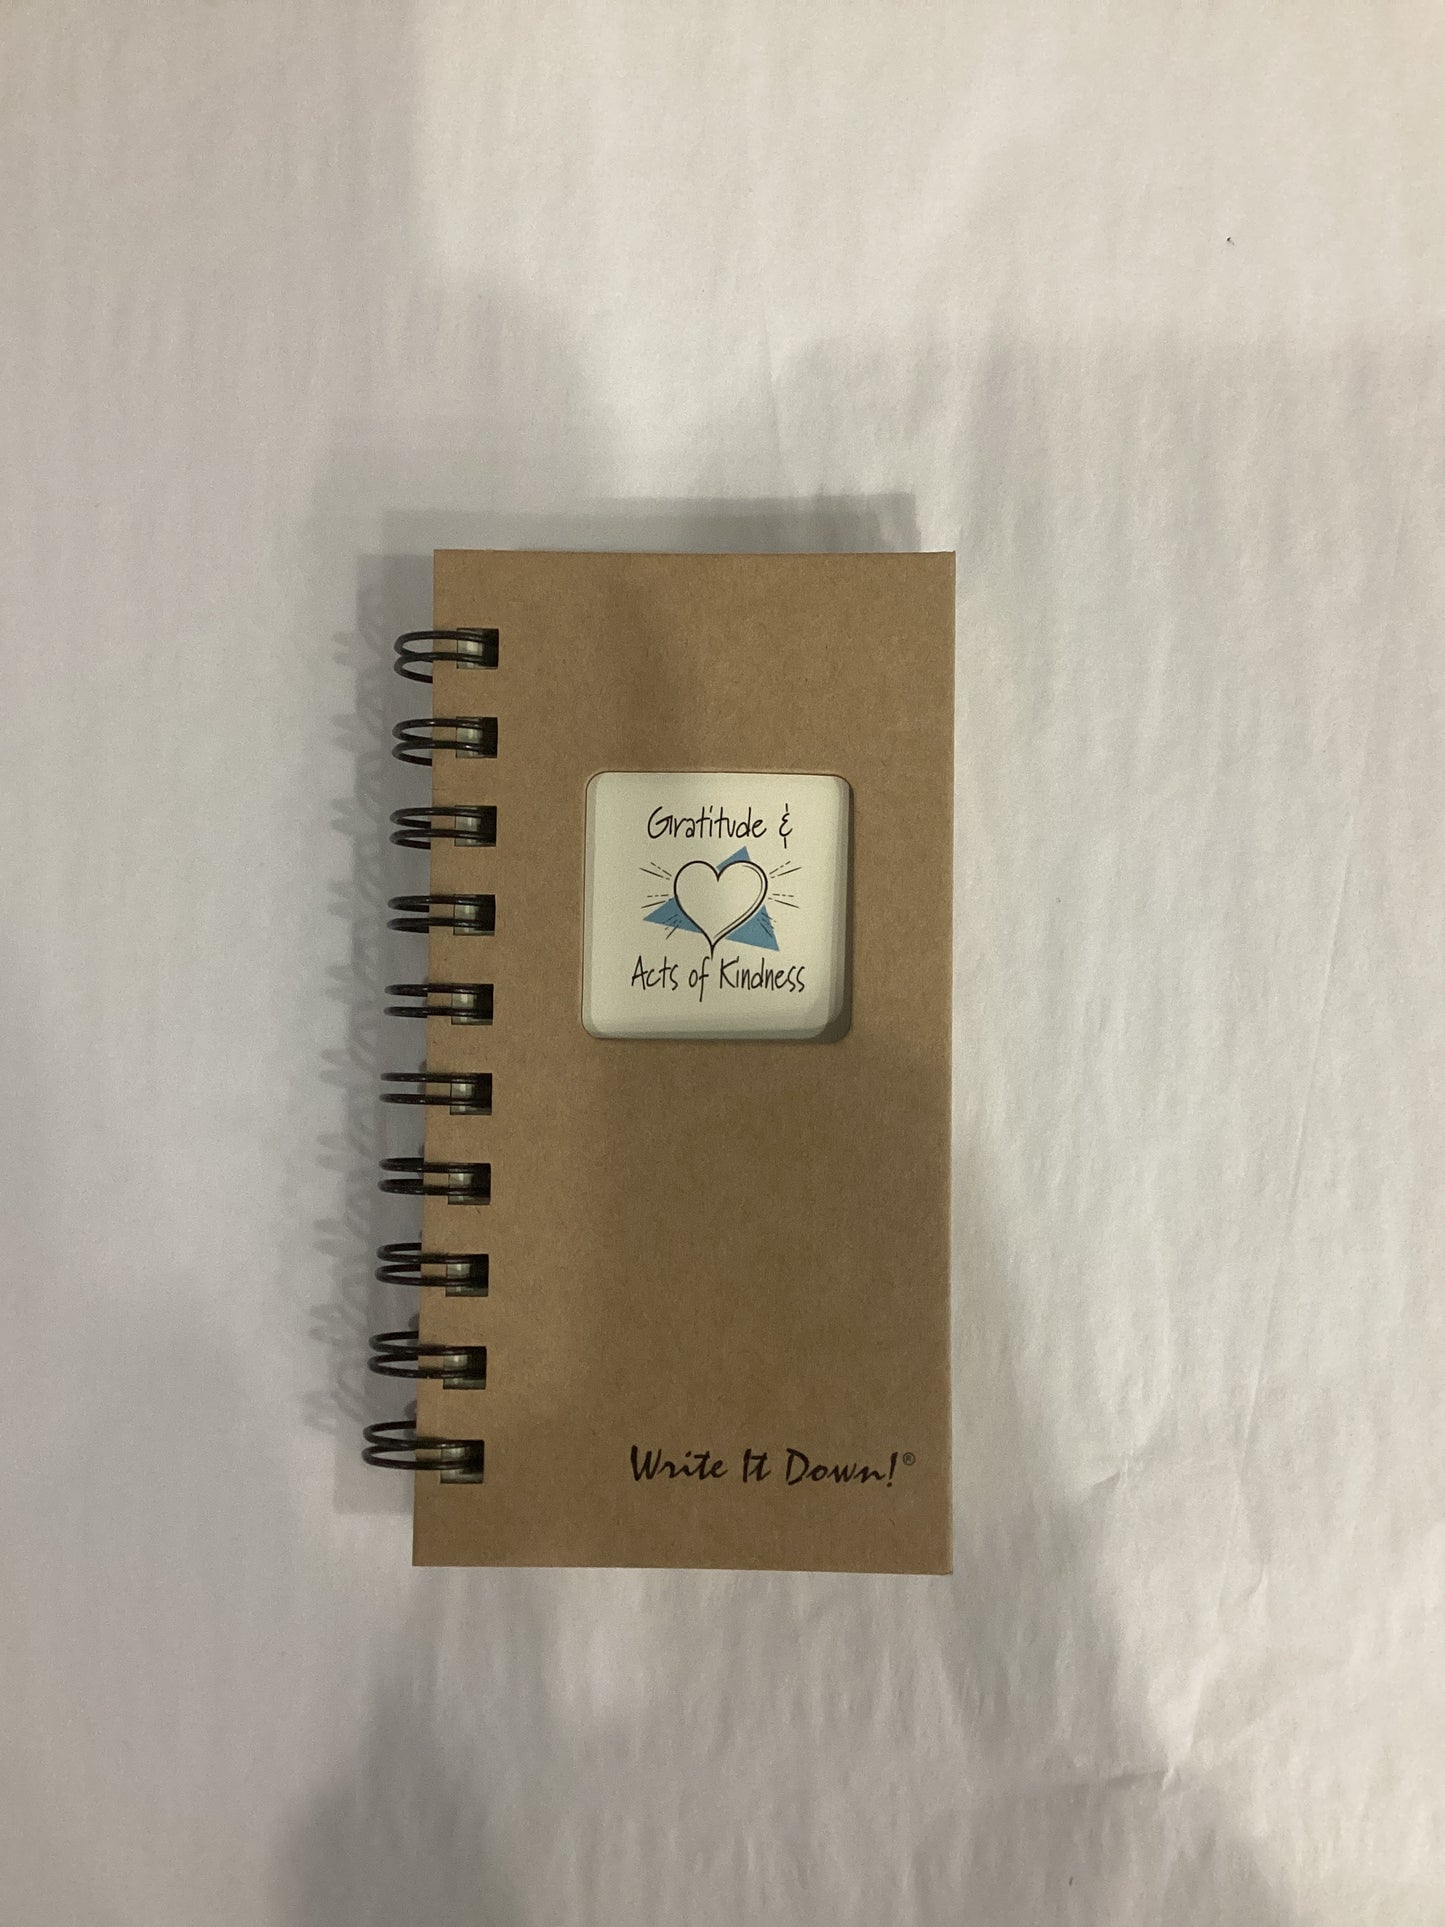 Gratitude &
Acts of Kindness
Write It Down!®